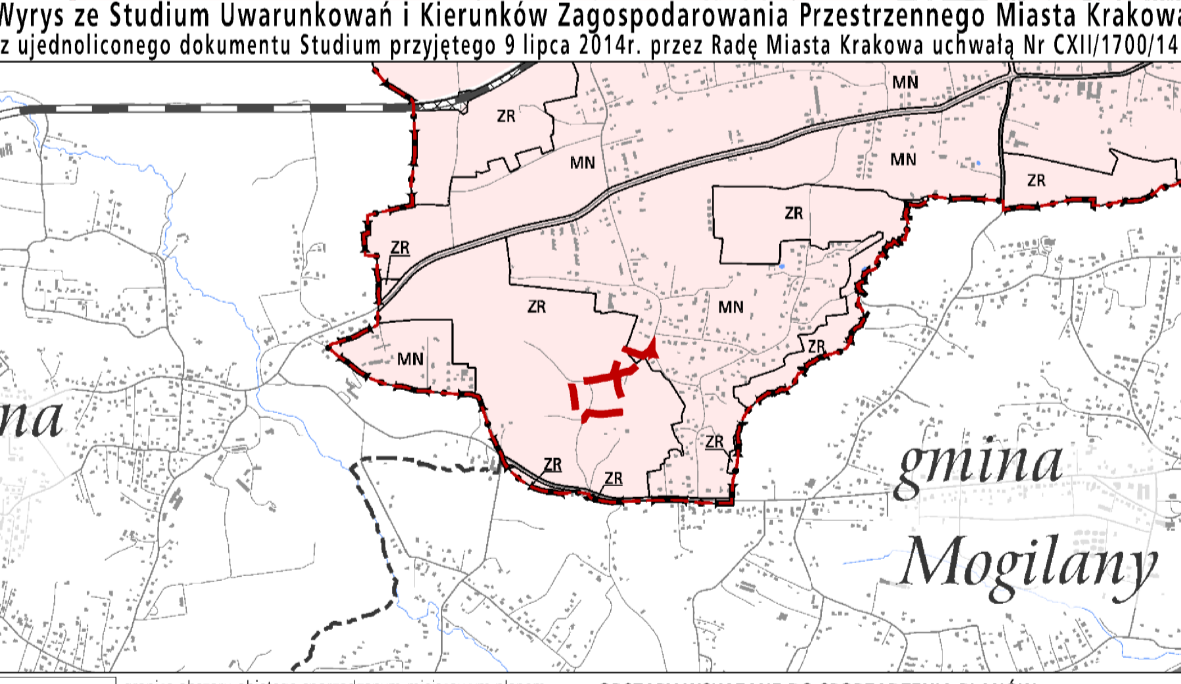 Wyrys ze Studium Uwarunkowań i Kierunków Zagospodarowania Przestrzennego Miasta Krakowa
z ujednoliconego dokumentu Studium przyjętego 9 lipca 2014r. przez Radę Miasta Krakowa uchwałą Nr CXII/1700/14
MN
ZR
MN
MN
ZR
ZR
ZR
ZR
MN
ZR
MN
na
ZR
ZR
ZR
gmina
Mogilany